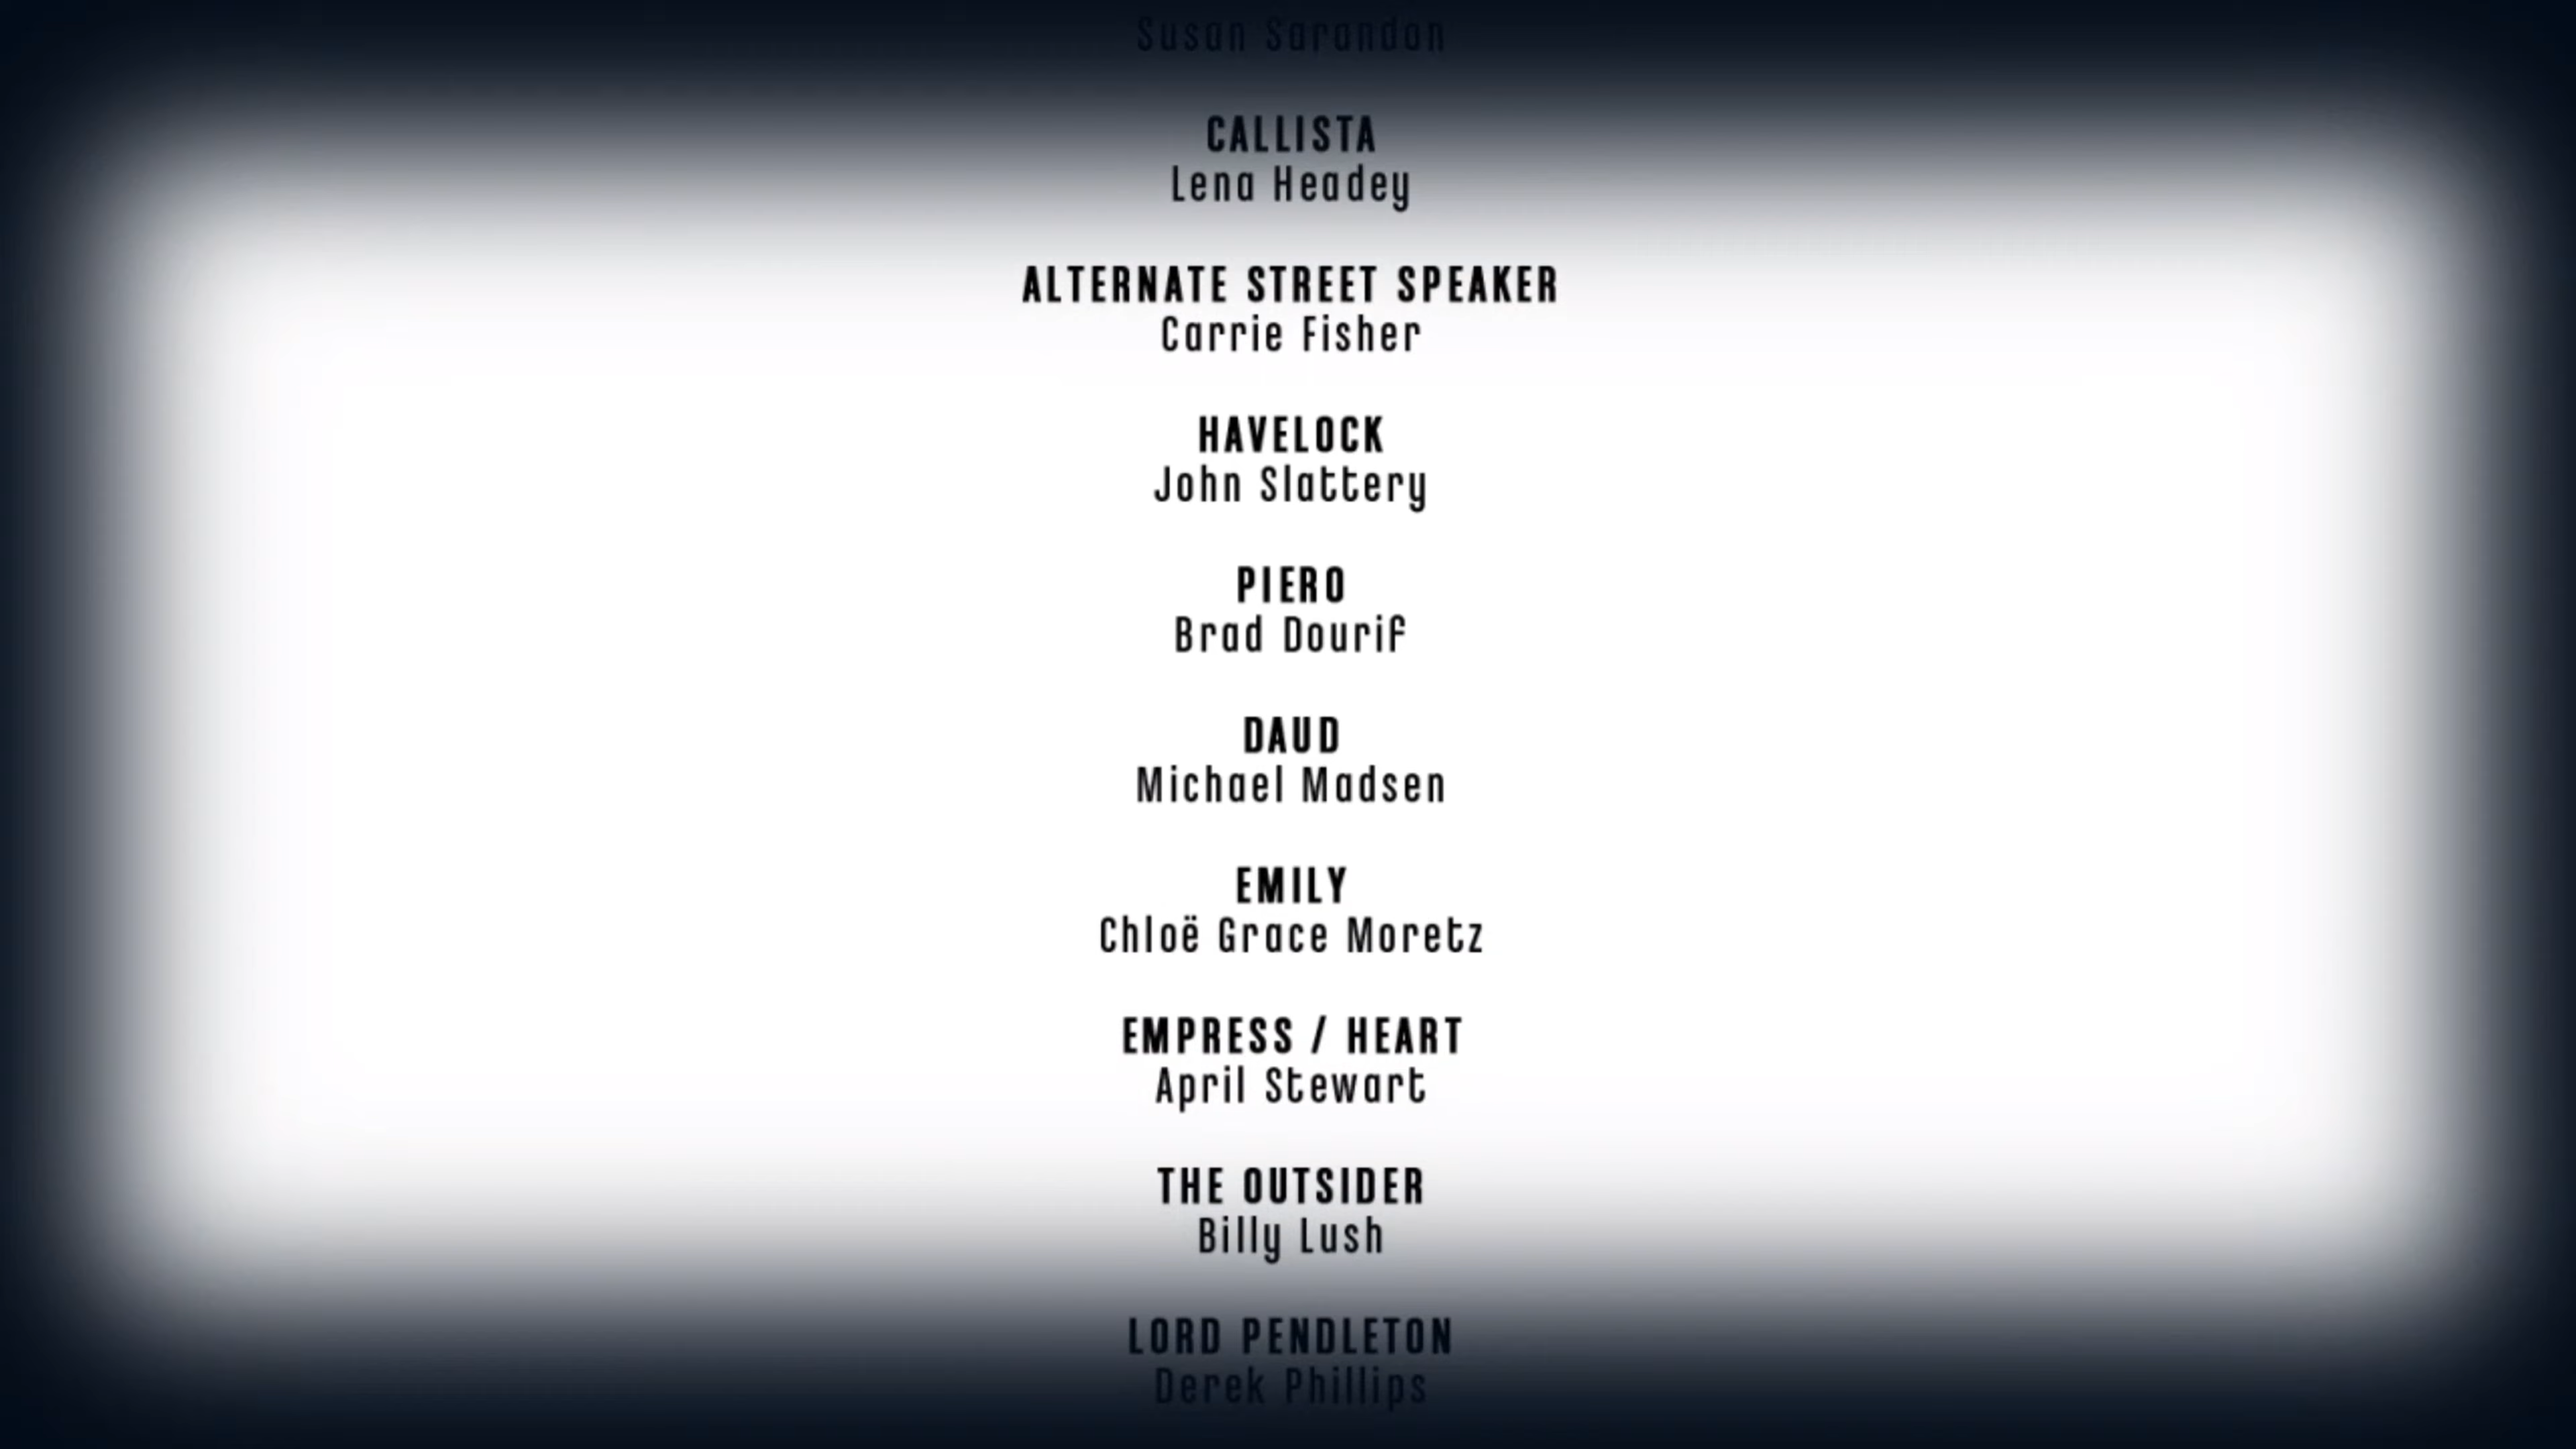 Susan Sarandon
CALLISTA
Lena Headey
ALTERNATE STREET SPEAKER
Carrie Fisher
HAVELOCK
John Slattery
PIERO
Brad Dourif
DAUD
Michael Madsen
EMILY
Chloë Grace Moretz
EMPRESS / HEART
April Stewart
THE OUTSIDER
Billy Lush
LORD PENDLETON
Derek Phillips